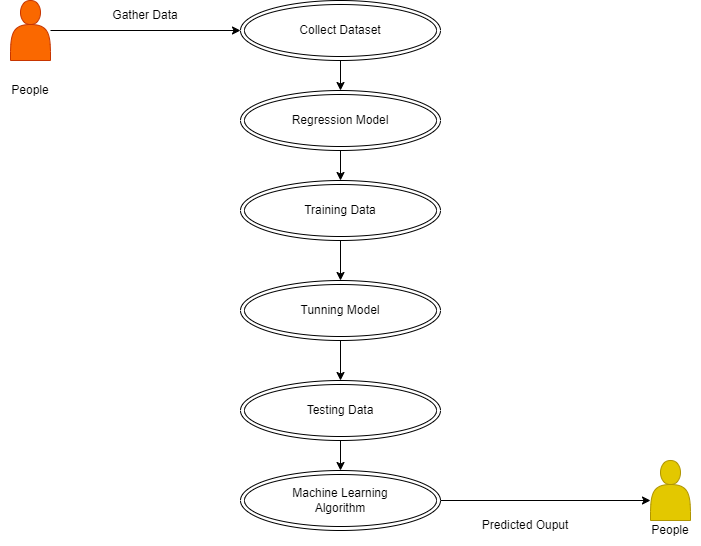 Gather Data
Collect Dataset
People
Regression Model
Training Data
Tunning Model
Testing Data
Machine Learning
Algorithm
Predicted Ouput
People